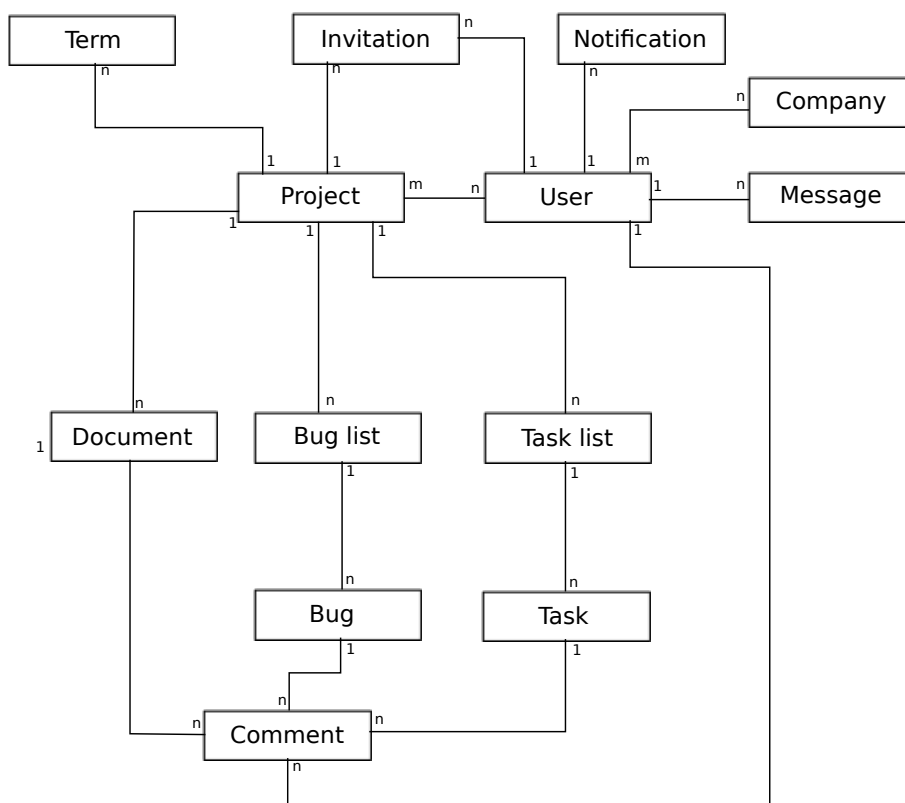 Term
Invitation
n
Notification
n
n
n
n
Company
1
1
1
1
m
Project
m
n
User
1
n
Message
1
1
1
1
n
n
n
1
Document
Bug list
Task list
1
1
n
n
Bug
Task
1
1
n
n
n
Comment
n